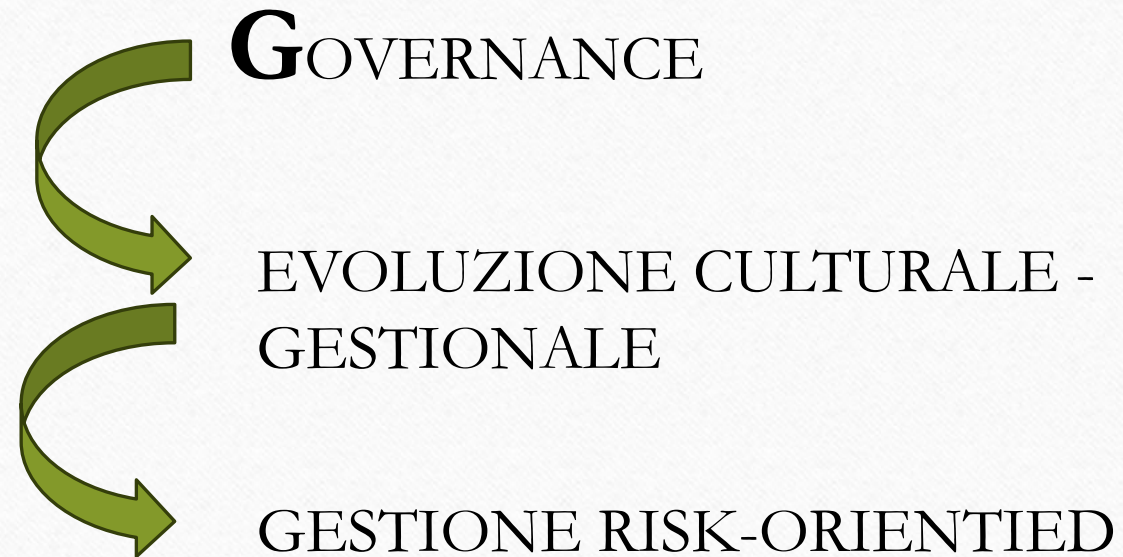 GOVERNANCE
EVOLUZIONE CULTURALE -
GESTIONALE
GESTIONE RISK-ORIENTIED